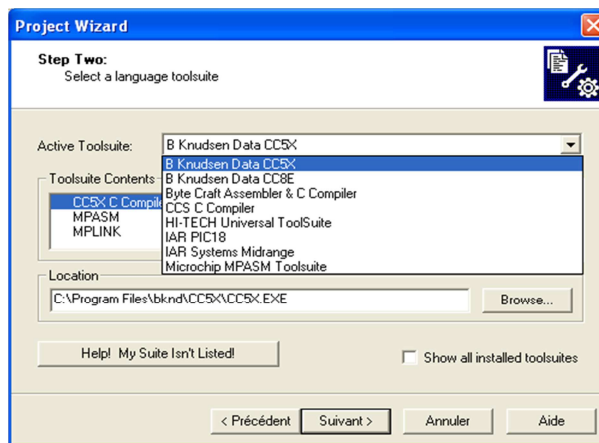 Project Wizard
Step Two:
Select a language toolsuite
Active Toolsuite:
B Knudsen Data CC5X
B Knudsen Data CC5X
B Knudsen Data CC8E
Byte Craft Assembler & C Compiler
CCS C Compiler
HI-TECH Universal ToolSuite
IAR PIC18
IAR Systems Midrange
Microchip MPASM Toolsuite
Toolsuite Contents
CC5X C Compile
MPASM
MPLINK
Location
C:\Program Files\bknd\CC5X\CC5X.EXE
Browse...
Help! My Suite Isn't Listed!
Show all installed toolsuites
< Précédent
Suivant >
Annuler
Aide